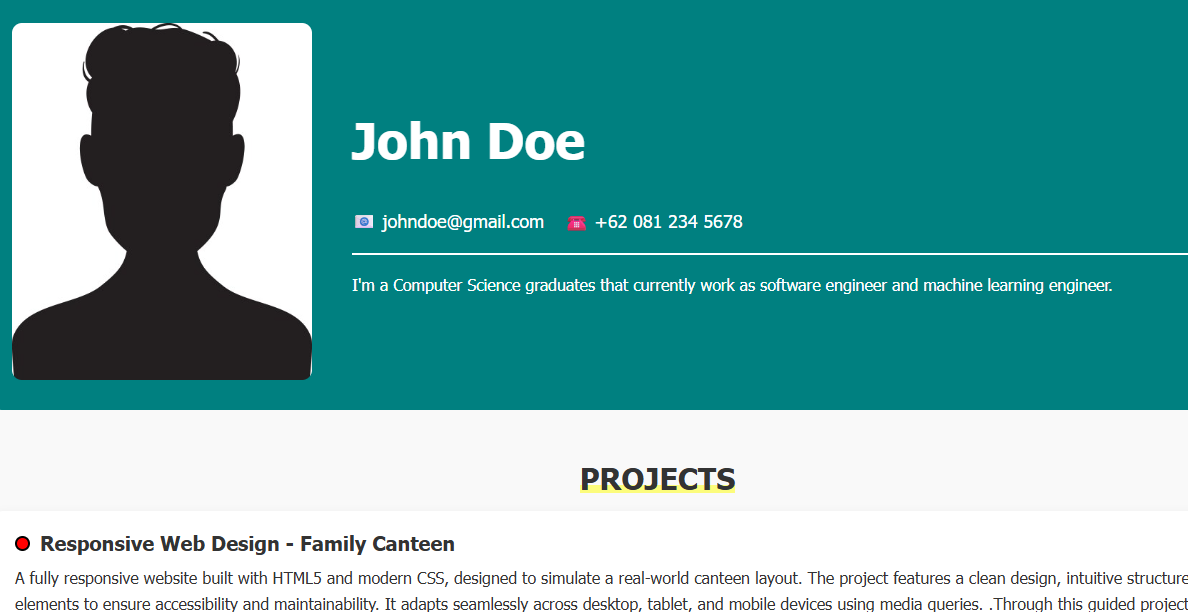 John Doe
johndoe@gmail.com +62 081 234 5678
I'm a Computer Science graduates that currently work as software engineer and machine learning engineer.
PROJECTS
Responsive Web Design - Family Canteen
A fully responsive website built with HTML5 and modern CSS, designed to simulate a real-world canteen layout. The project features a clean design, intuitive structure
elements to ensure accessibility and maintainability. It adapts seamlessly across desktop, tablet, and mobile devices using media queries. .Through this guided project